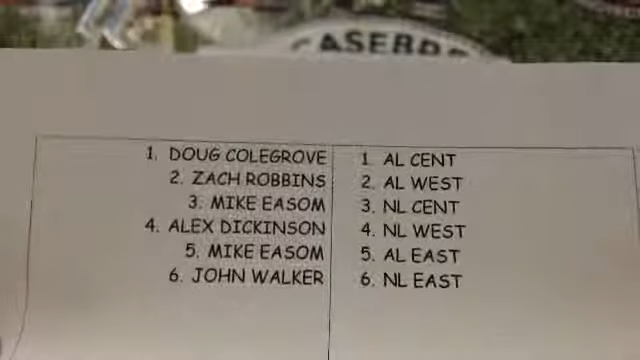 ASEBA
1. DOUG COLEGROVE 1 AL CENT
2. ZACH ROBBINS 2. AL WEST
3. MIKE EASOM 3. NL CENT
4. ALEX DICKINSON 4. NL WEST
5. MIKE EASOM 5. AL EAST
6. JOHN WALKER 6. NL EAST